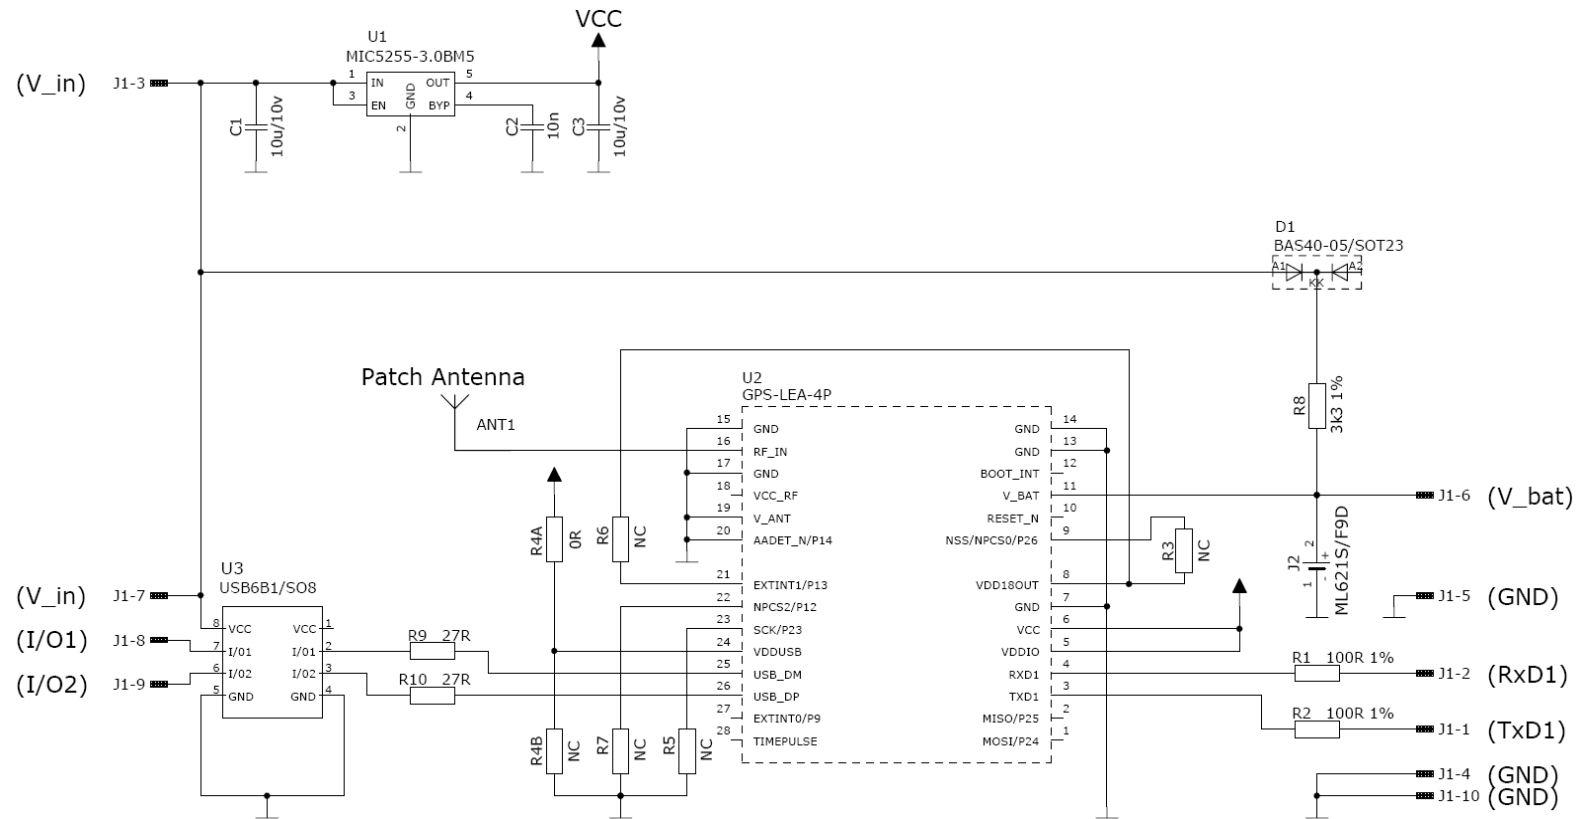 VCC
U1
MIC5255-3.0BM5
(V_in) J1-3
1 IN OUT 5
3 EN GND BYP 4
2
C1 10u/10v
C2 10n
C3 10u/10v
D1
BAS40-05/SOT23
A1 KK A2
R8 3k3 1%
Patch Antenna
ANT1
U2
GPS-LEA-4P
15 GND GND 14
16 RF_IN GND 13
17 GND BOOT_INT 12
18 VCC_RF V_BAT 11
19 V_ANT RESET_N 10
20 AADET_N/P14 NSS/NPCS0/P26 9
21 EXTINT1/P13 VDD18OUT 8
22 NPCS2/P12 GND 7
23 SCK/P23 VCC 6
24 VDDUSB VDDIO 5
25 USB_DM RXD1 4
26 USB_DP TXD1 3
27 EXTINT0/P9 MISO/P25 2
28 TIMEPULSE MOSI/P24 1
R4A 0R
R6 NC
R3 NC
J1-6 (V_bat)
J2 ML621S/F9D
2 +
1 -
J1-5 (GND)
U3
USB6B1/SO8
(V_in) J1-7
(I/O1) J1-8
(I/O2) J1-9
8 VCC VCC 1
7 I/01 I/01 2
6 I/02 I/02 3
5 GND GND 4
R9 27R
R10 27R
R4B NC
R7 NC
R5 NC
R1 100R 1% J1-2 (RxD1)
R2 100R 1% J1-1 (TxD1)
J1-4 (GND)
J1-10 (GND)